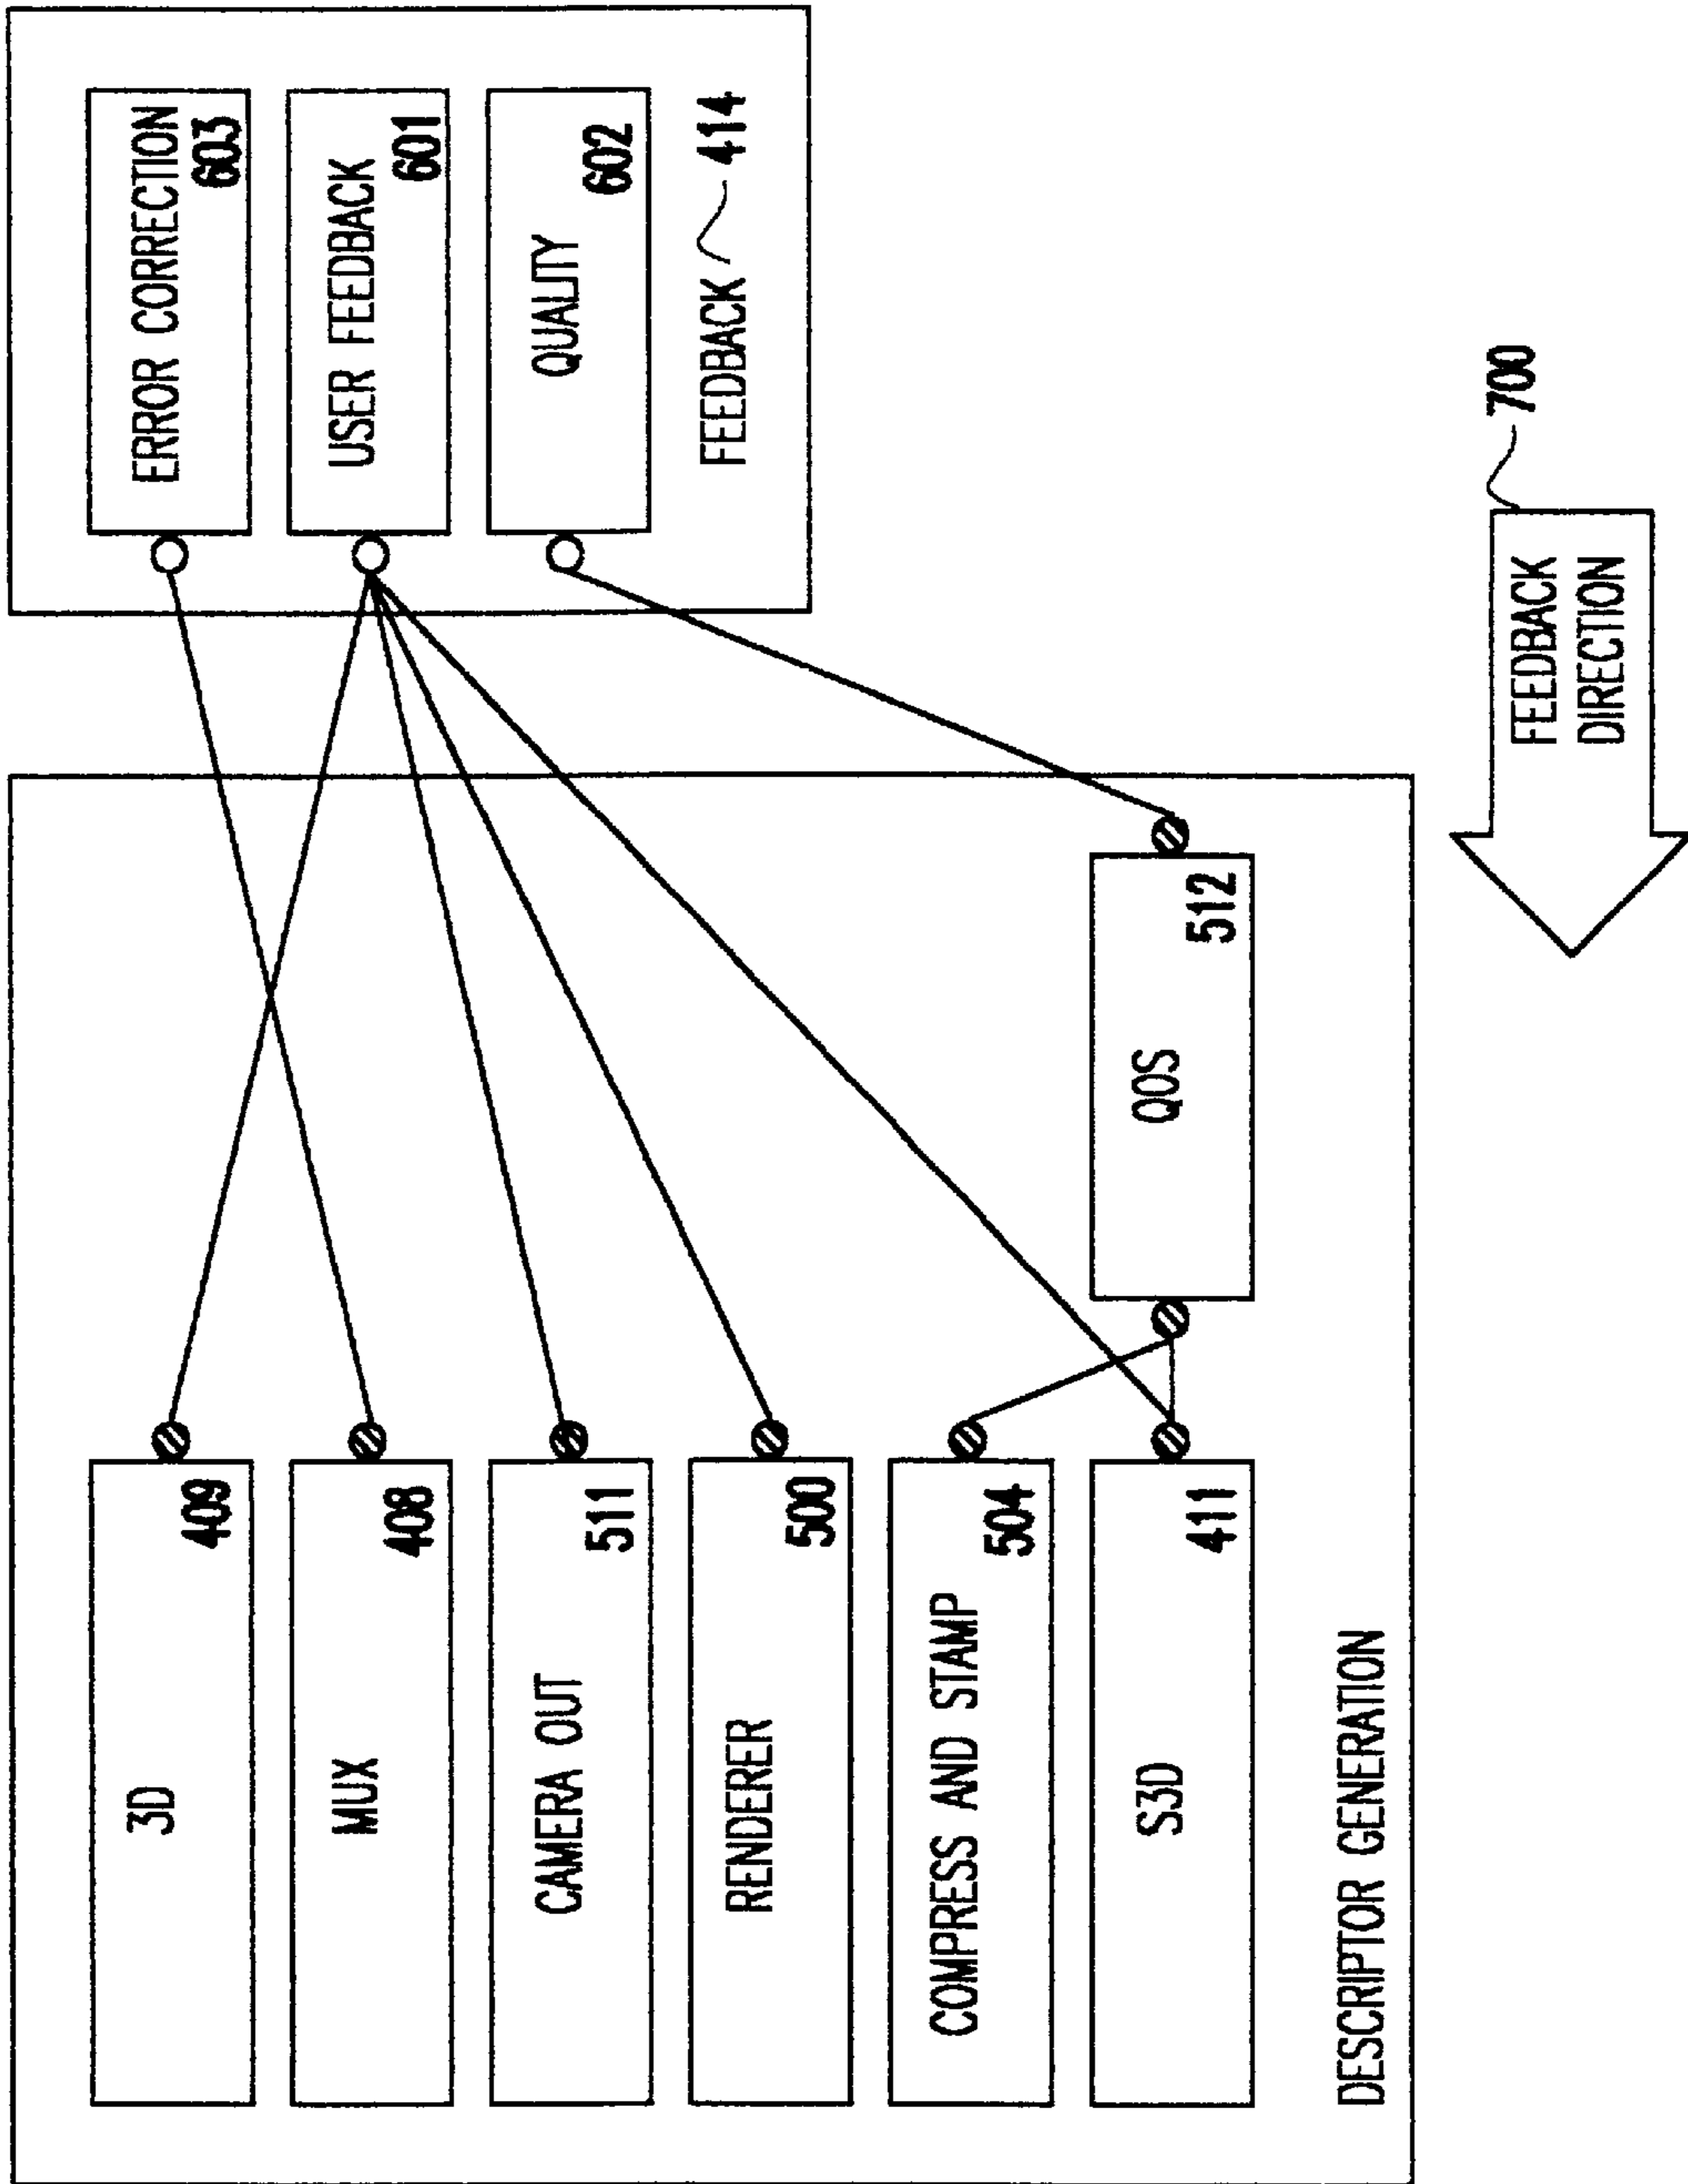 3D
409
MUX
408
CAMERA OUT
511
RENDERER
500
COMPRESS AND STAMP
504
S3D
411
QOS
512
DESCRIPTOR GENERATION
ERROR CORRECTION
603
USER FEEDBACK
601
QUALITY
602
FEEDBACK 414
FEEDBACK
DIRECTION
700